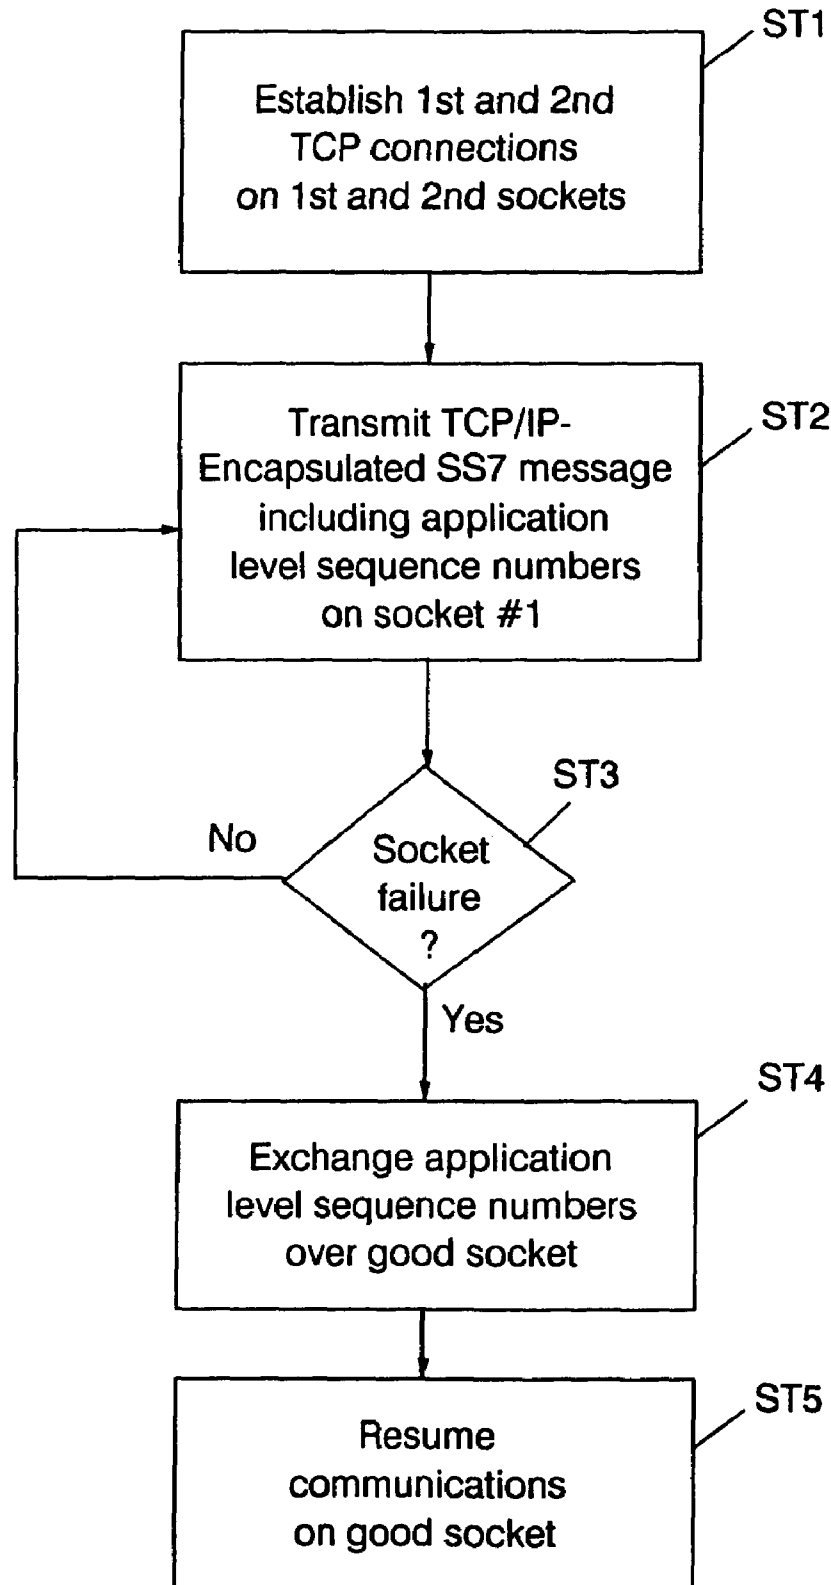 ST1
Establish 1st and 2nd
TCP connections
on 1st and 2nd sockets
ST2
Transmit TCP/IP-
Encapsulated SS7 message
including application
level sequence numbers
on socket #1
ST3
No
Socket
failure
?
Yes
ST4
Exchange application
level sequence numbers
over good socket
ST5
Resume
communications
on good socket